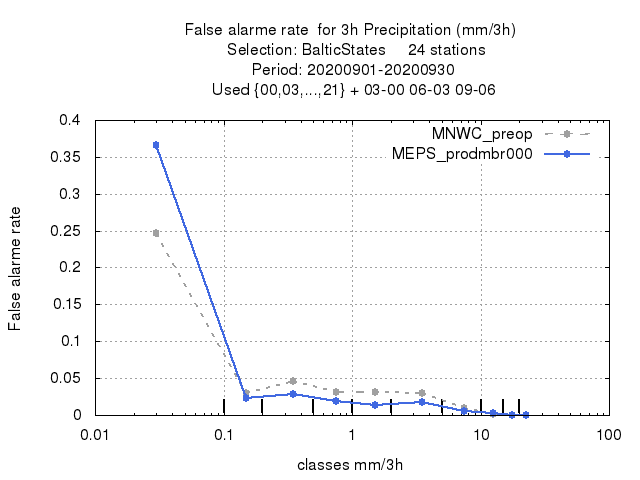 False alarme rate  for 3h Precipitation (mm/3h)
Selection: BalticStates     24 stations
Period: 20200901-20200930
Used {00,03,...,21} + 03-00 06-03 09-06
MNWC_preop
MEPS_prodmbr000
0.4
0.35
0.3
0.25
0.2
0.15
0.1
0.05
0
False alarme rate
0.01
0.1
1
10
100
classes mm/3h